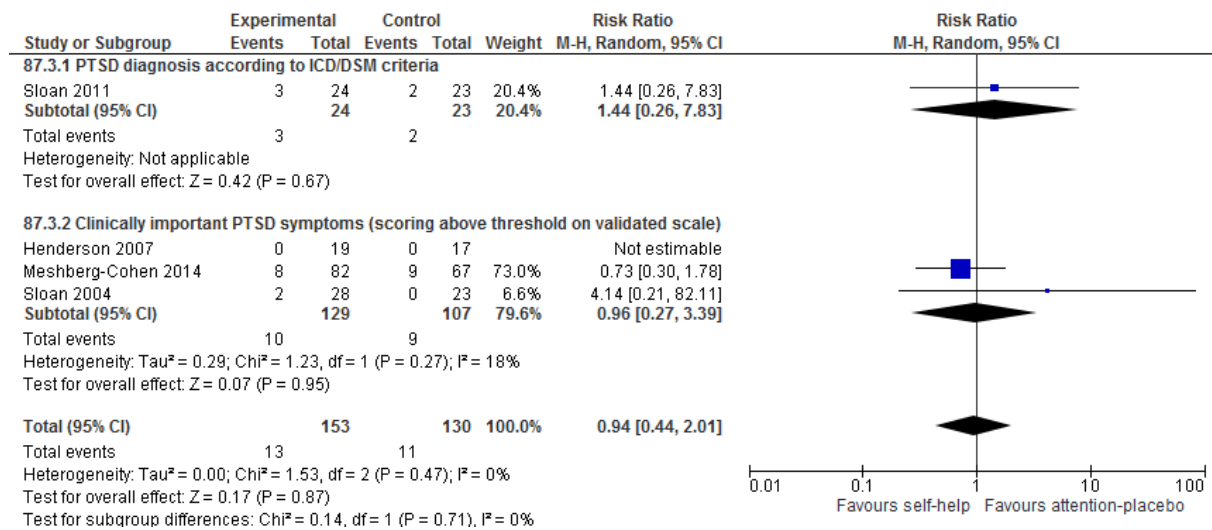 Experimental Control Risk Ratio Risk Ratio
Study or Subgroup Events Total Events Total Weight M-H, Random, 95% CI M-H, Random, 95% CI
87.3.1 PTSD diagnosis according to ICD/DSM criteria
Sloan 2011 3 24 2 23 20.4% 1.44 [0.26, 7.83]
Subtotal (95% CI) 24 23 20.4% 1.44 [0.26, 7.83]
Total events 3 2
Heterogeneity: Not applicable
Test for overall effect: Z = 0.42 (P = 0.67)
87.3.2 Clinically important PTSD symptoms (scoring above threshold on validated scale)
Henderson 2007 0 19 0 17 Not estimable
Meshberg-Cohen 2014 8 82 9 67 73.0% 0.73 [0.30, 1.78]
Sloan 2004 2 28 0 23 6.6% 4.14 [0.21, 82.11]
Subtotal (95% CI) 129 107 79.6% 0.96 [0.27, 3.39]
Total events 10 9
Heterogeneity: Tau² = 0.29; Chi² = 1.23, df = 1 (P = 0.27); I² = 18%
Test for overall effect: Z = 0.07 (P = 0.95)
Total (95% CI) 153 130 100.0% 0.94 [0.44, 2.01]
Total events 13 11
Heterogeneity: Tau² = 0.00; Chi² = 1.53, df = 2 (P = 0.47); I² = 0%
Test for overall effect: Z = 0.17 (P = 0.87)
Test for subgroup differences: Chi² = 0.14, df = 1 (P = 0.71), I² = 0%
0.01 0.1 1 10 100
Favours self-help Favours attention-placebo